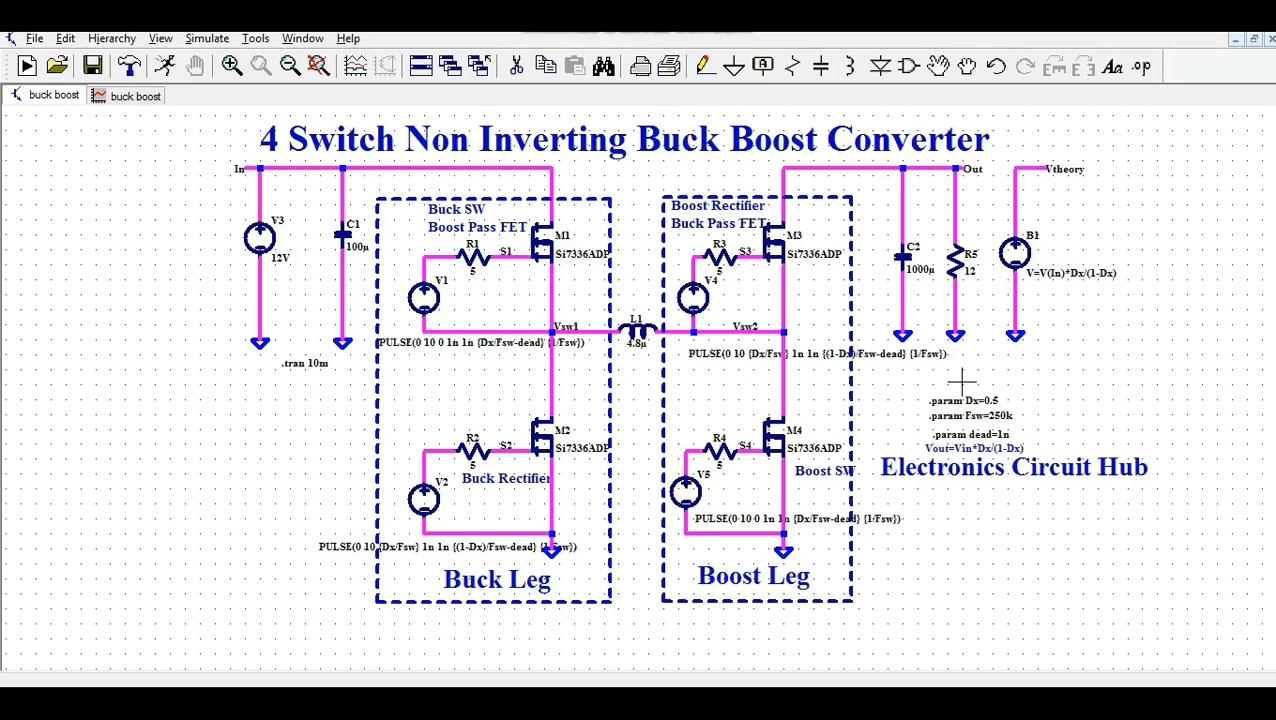 File Edit Hierarchy View Simulate Tools Window Help
buck boost buck boost
4 Switch Non Inverting Buck Boost Converter
In
Out
Vtheory
V3
12V
C1
100µ
.tran 10m
Buck SW
Boost Pass FET
R1
5
S1
M1
Si7336ADP
V1
Vsw1
PULSE(0 10 0 1n 1n {Dx/Fsw-dead} {1/Fsw})
R2
5
S2
M2
Si7336ADP
V2
Buck Rectifier
PULSE(0 10 {Dx/Fsw} 1n 1n {(1-Dx)/Fsw-dead} {1/Fsw})
Buck Leg
L1
4.8µ
Boost Rectifier
Buck Pass FET
R3
5
S3
M3
Si7336ADP
V4
Vsw2
PULSE(0 10 {Dx/Fsw} 1n 1n {(1-Dx)/Fsw-dead} {1/Fsw})
R4
5
S4
M4
Si7336ADP
V5
Boost SW
PULSE(0 10 0 1n 1n {Dx/Fsw-dead} {1/Fsw})
Boost Leg
C2
1000µ
R5
12
B1
V=V(In)*Dx/(1-Dx)
.param Dx=0.5
.param Fsw=250k
.param dead=1n
Vout=Vin*Dx/(1-Dx)
Electronics Circuit Hub